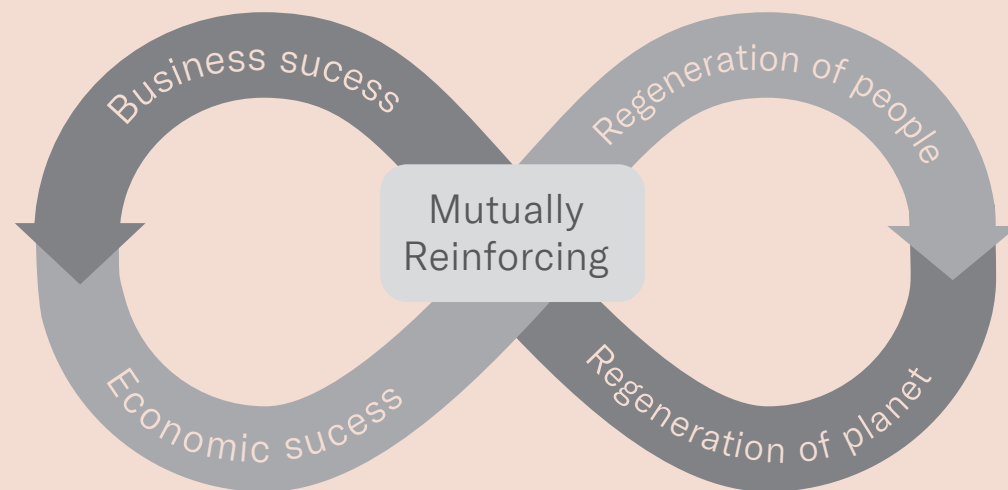 Business sucess
Regeneration of people
Mutually
Reinforcing
Economic sucess
Regeneration of planet